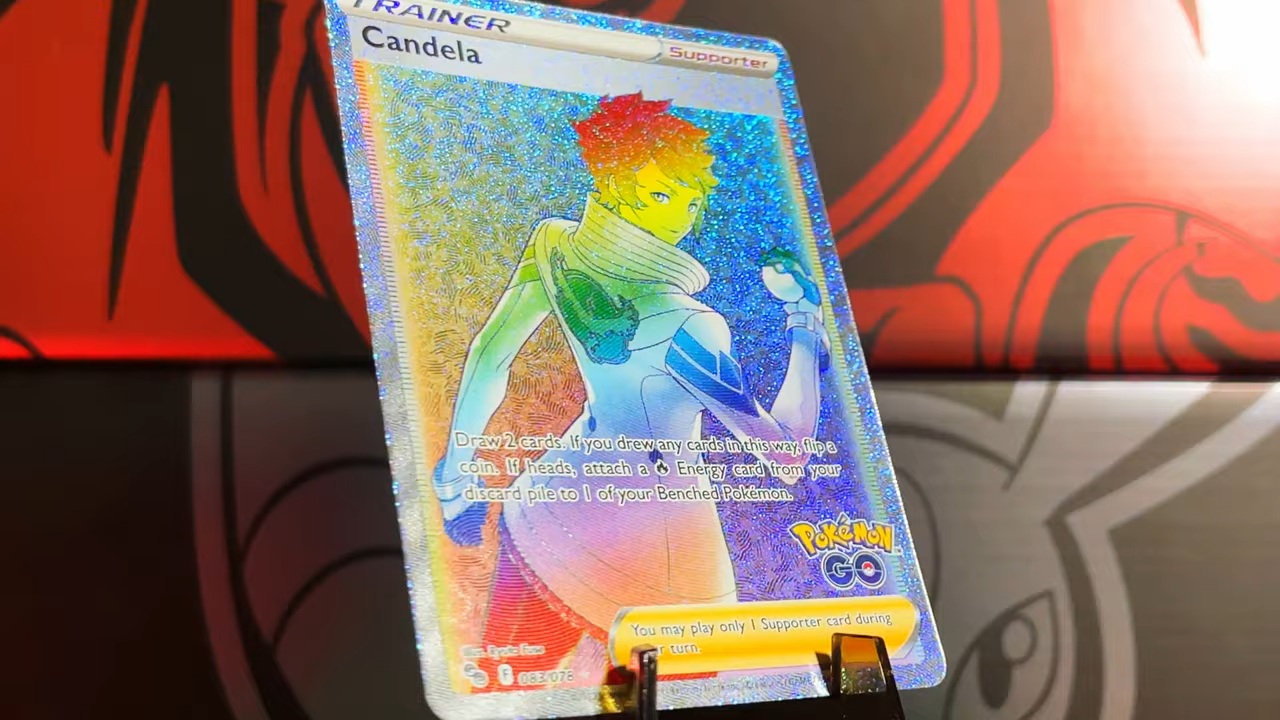 TRAINER
Candela
Supporter
Draw 2 cards. If you drew any cards in this way, flip a
coin. If heads, attach a Energy card from your
discard pile to 1 of your Benched Pokémon.
POKÉMON
GO
You may play only 1 Supporter card during
turn.
F 083/078